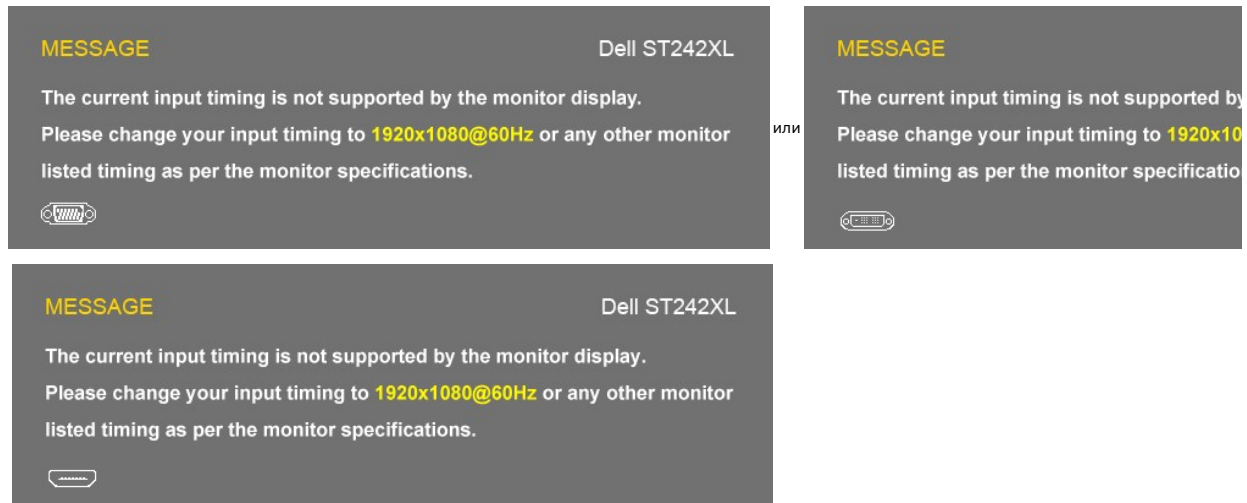 MESSAGE Dell ST242XL
The current input timing is not supported by the monitor display.
Please change your input timing to 1920x1080@60Hz or any other monitor
listed timing as per the monitor specifications.
или
MESSAGE
The current input timing is not supported by
Please change your input timing to 1920x10
listed timing as per the monitor specificatio
MESSAGE Dell ST242XL
The current input timing is not supported by the monitor display.
Please change your input timing to 1920x1080@60Hz or any other monitor
listed timing as per the monitor specifications.